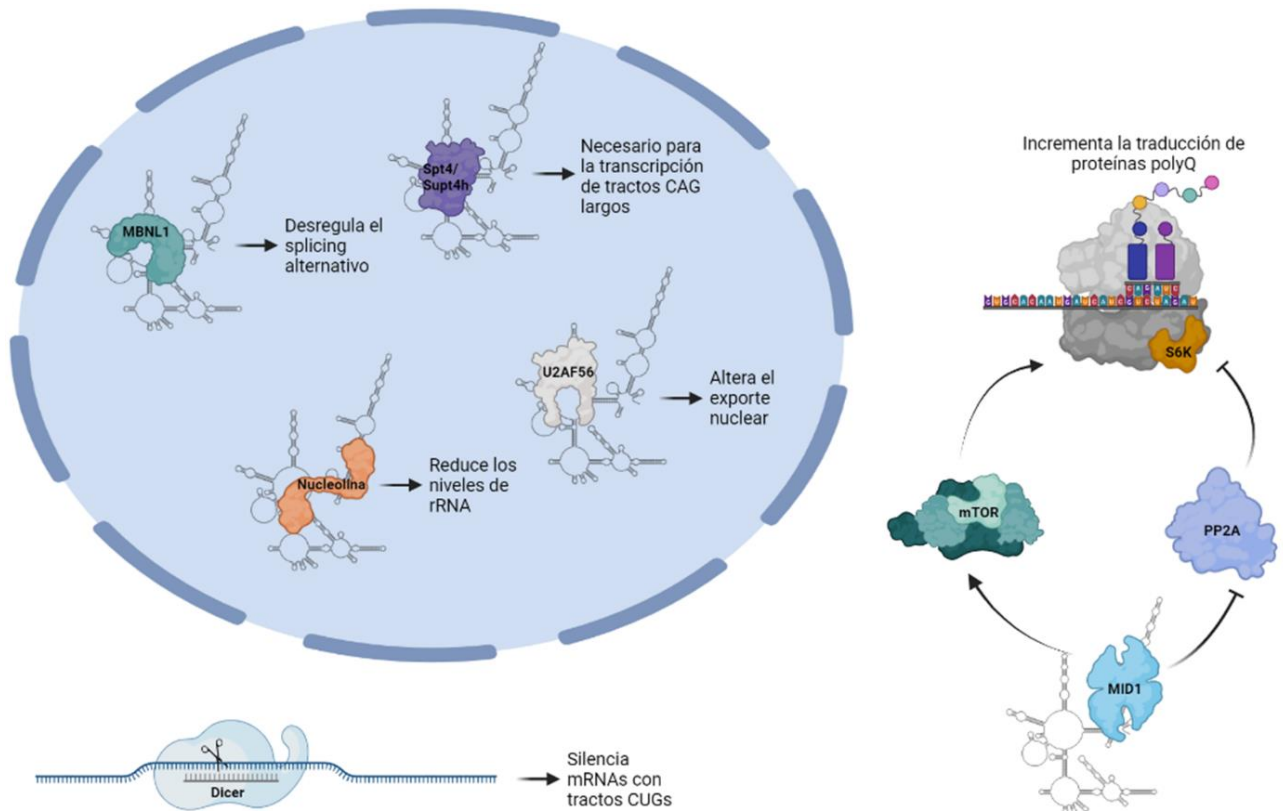 Spt4/
Supt4h
Necesario para
la transcripción
de tractos CAG
largos
MBNL1
Desregula el
splicing
alternativo
U2AF56
Altera el
exporte
nuclear
Nucleolina
Reduce los
niveles de
rRNA
Dicer
Silencia
mRNAs con
tractos CUGs
Incrementa la traducción de
proteínas polyQ
S6K
mTOR
PP2A
MID1